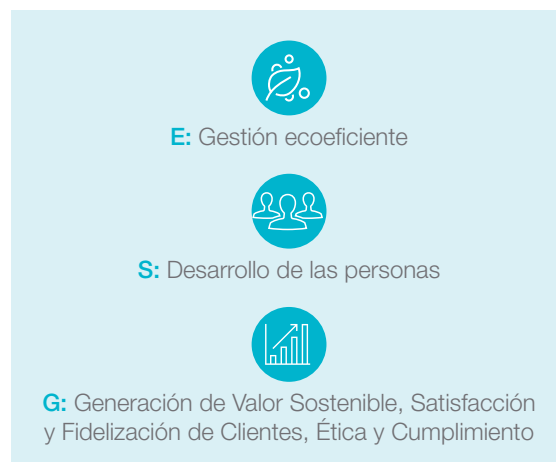 E: Gestión ecoeficiente
S: Desarrollo de las personas
G: Generación de Valor Sostenible, Satisfacción
y Fidelización de Clientes, Ética y Cumplimiento